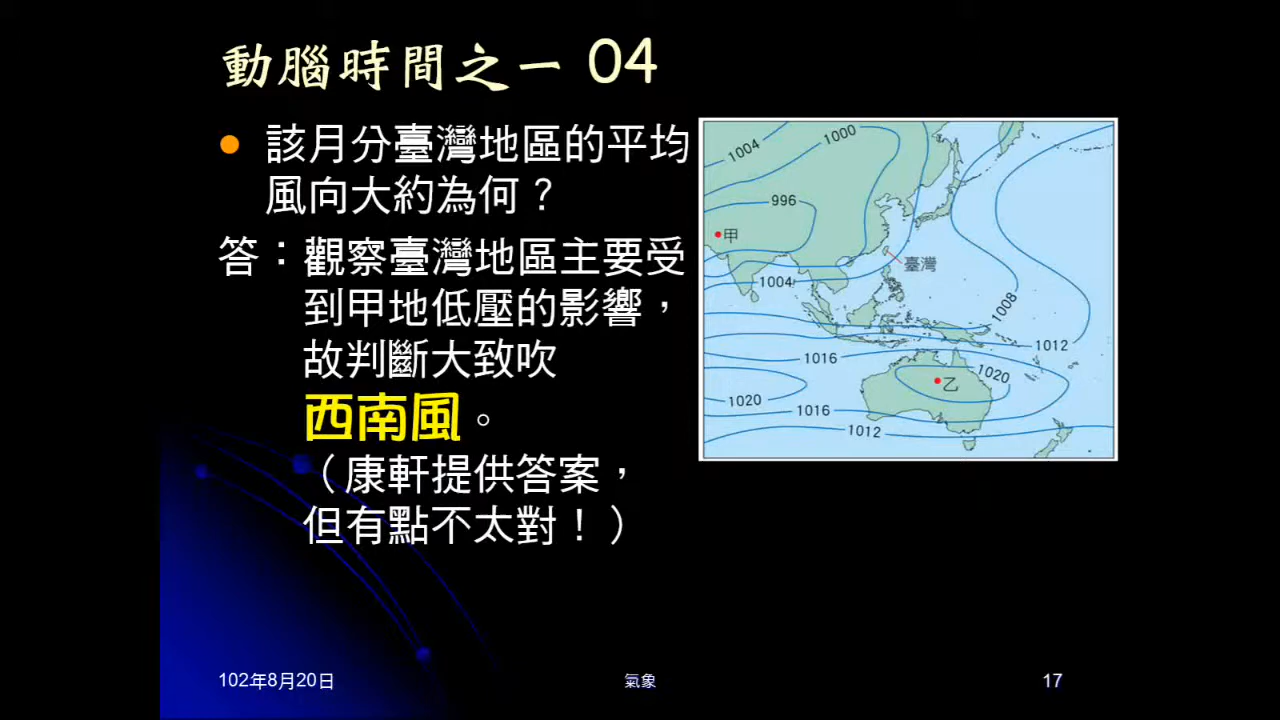 動腦時間之一 04
該月分臺灣地區的平均
風向大約為何？
答：觀察臺灣地區主要受
到甲地低壓的影響，
故判斷大致吹
西南風。
（康軒提供答案，
但有點不太對！）
1004
1000
996
甲
臺灣
1004
1008
1012
1016
1020
乙
1020
1016
1012
102年8月20日
氣象
17